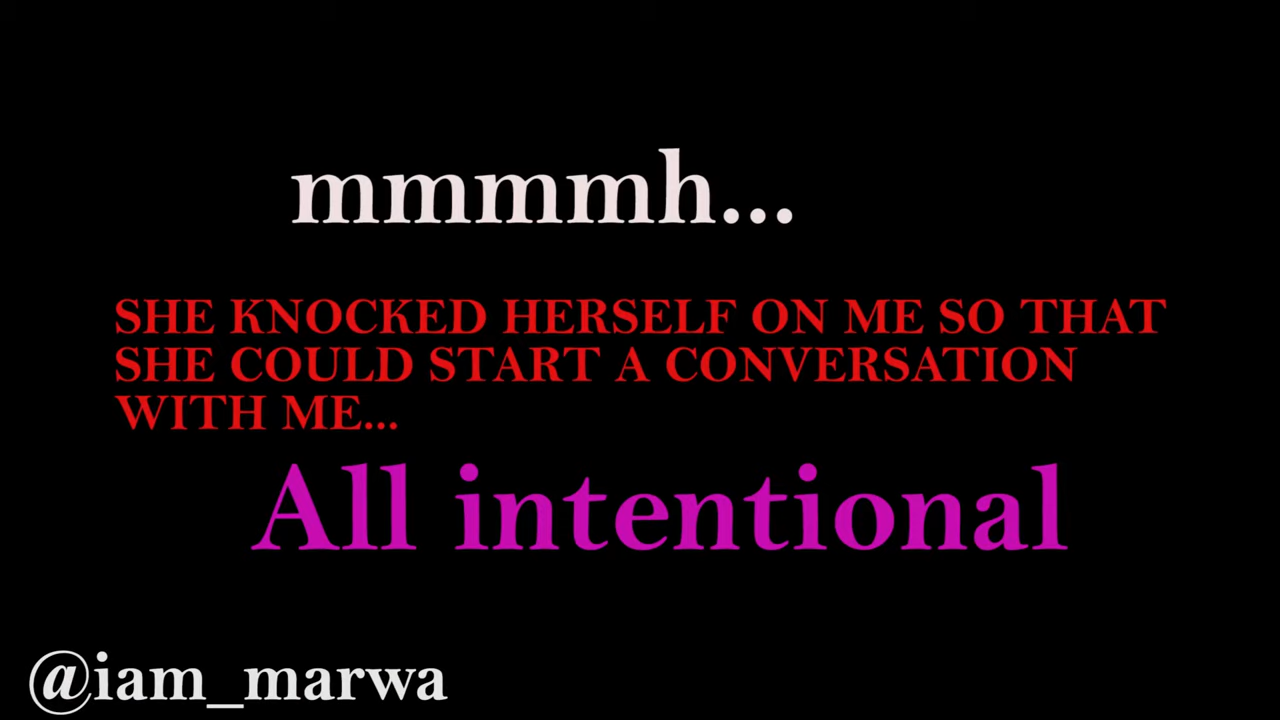 mmmmh...
SHE KNOCKED HERSELF ON ME SO THAT
SHE COULD START A CONVERSATION
WITH ME...
All intentional
@iam_marwa